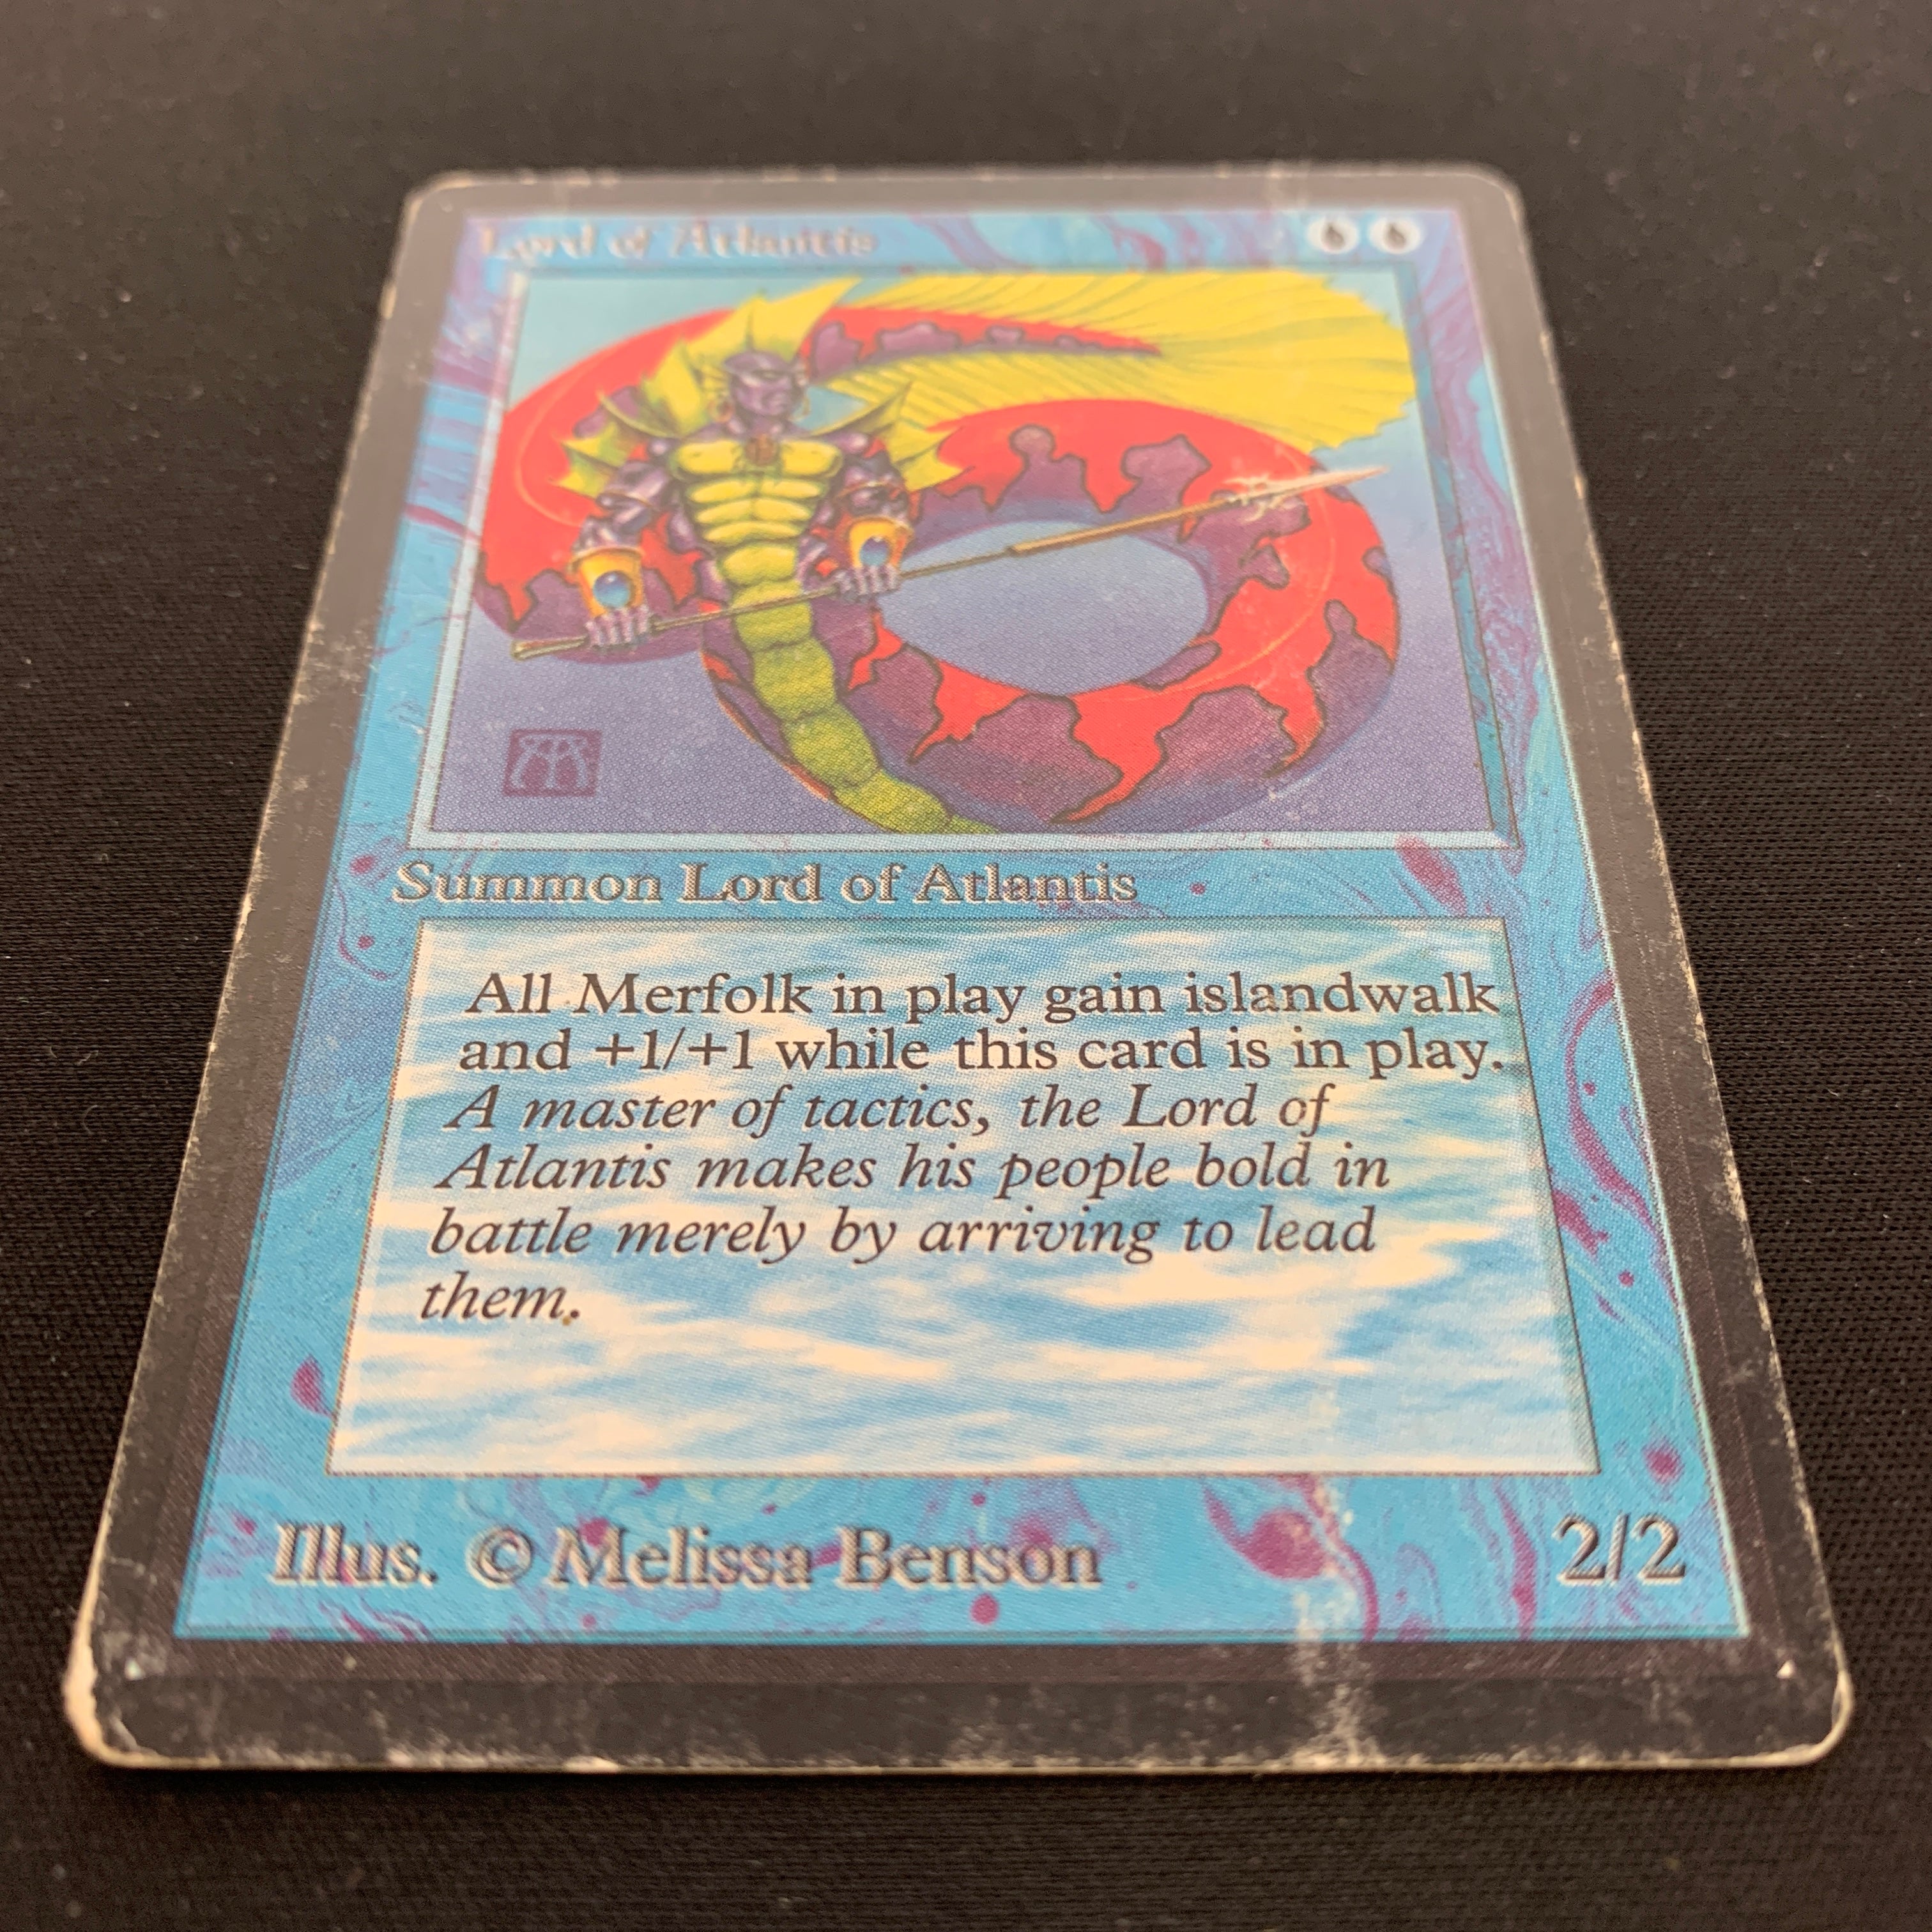 Lord of Atlantis
Summon Lord of Atlantis
All Merfolk in play gain islandwalk
and +1/+1 while this card is in play.
A master of tactics, the Lord of
Atlantis makes his people bold in
battle merely by arriving to lead
them.
Illus. © Melissa Benson
2/2